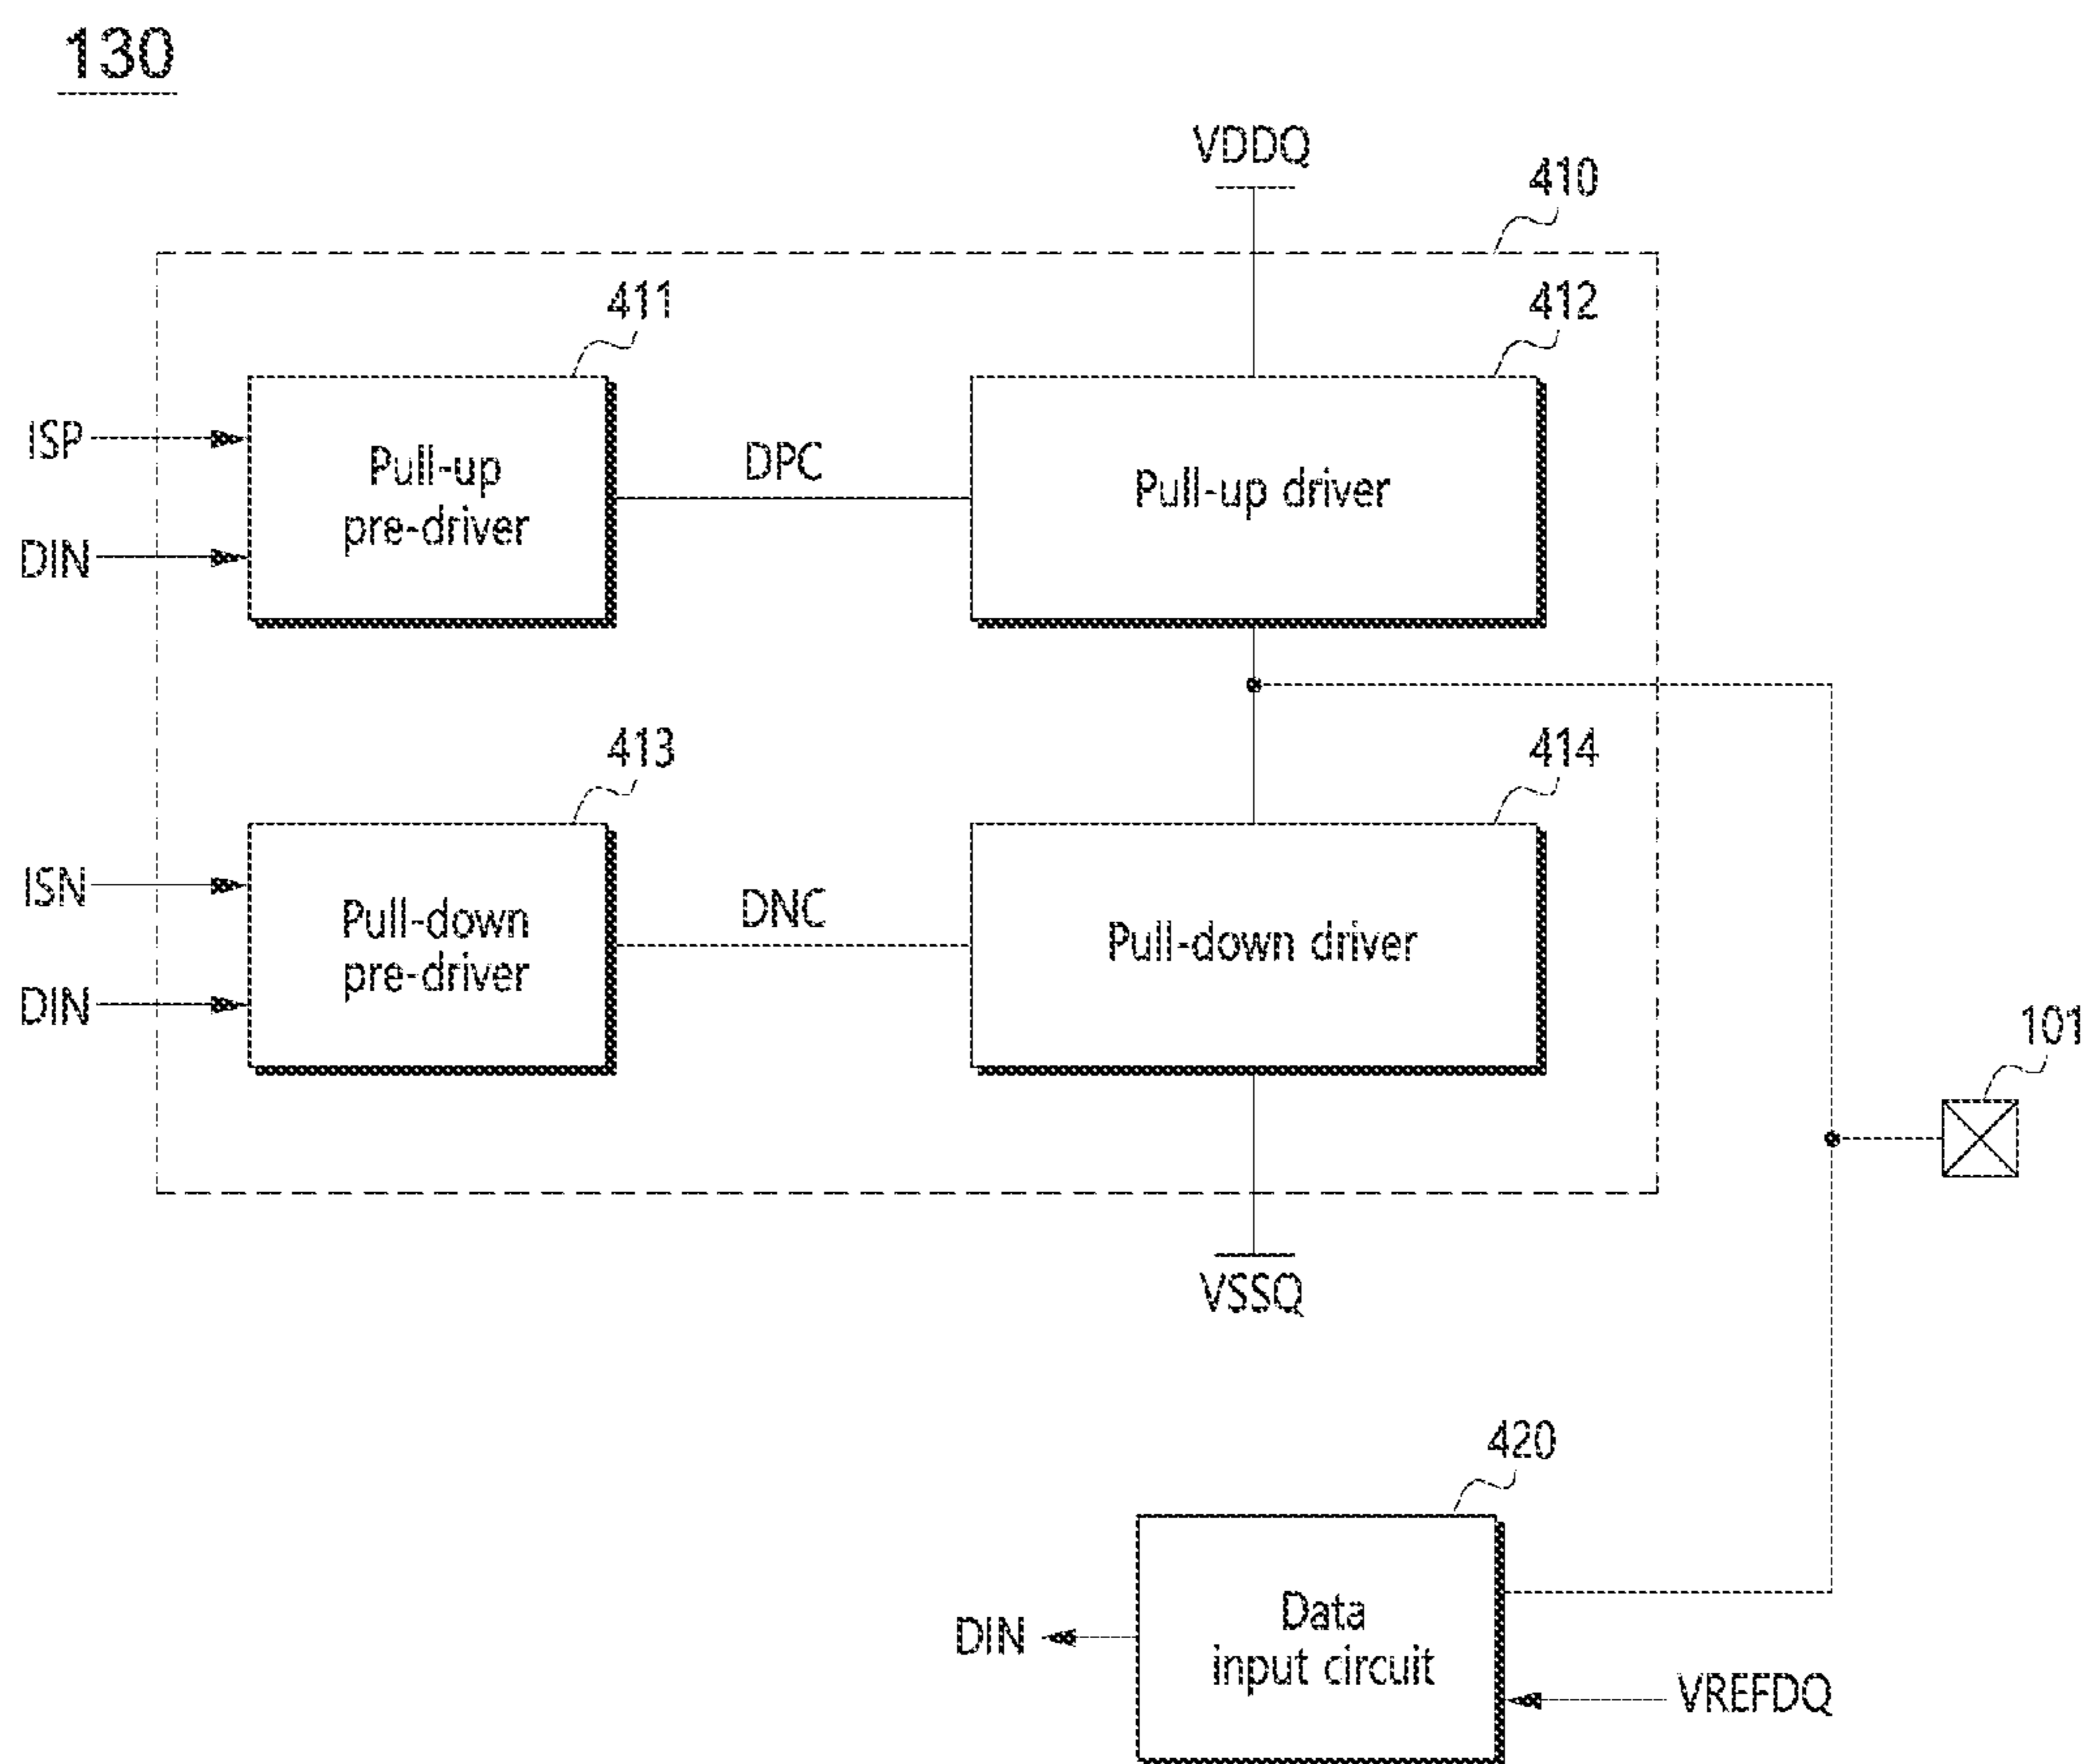 130
VDDQ
410
411
412
ISP
Pull-up
pre-driver
DPC
Pull-up driver
DIN
413
414
ISN
Pull-down
pre-driver
DNC
Pull-down driver
DIN
101
VSSQ
420
Data
input circuit
DIN
VREFDQ